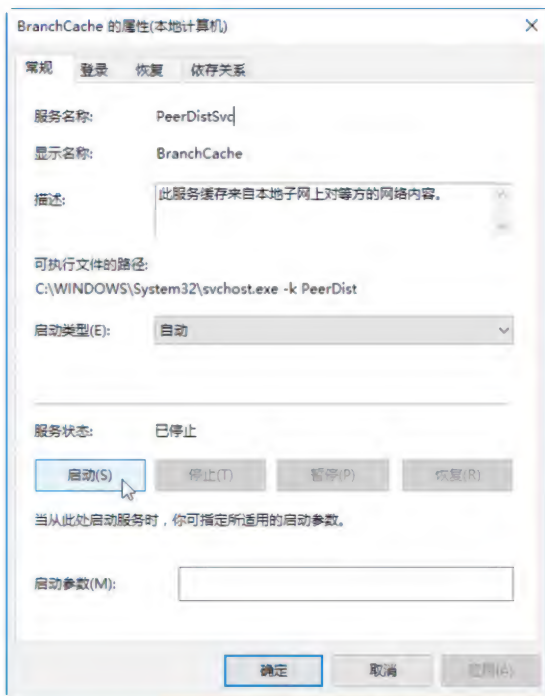 BranchCache 的属性(本地计算机)
常规 登录 恢复 依存关系
服务名称: PeerDistSvc
显示名称: BranchCache
描述: 此服务缓存来自本地子网上对等方的网络内容。
可执行文件的路径:
C:\WINDOWS\System32\svchost.exe -k PeerDist
启动类型(E): 自动
服务状态: 已停止
启动(S) 停止(T) 暂停(P) 恢复(R)
当从此处启动服务时，你可指定所适用的启动参数。
启动参数(M):
确定 取消 应用(A)